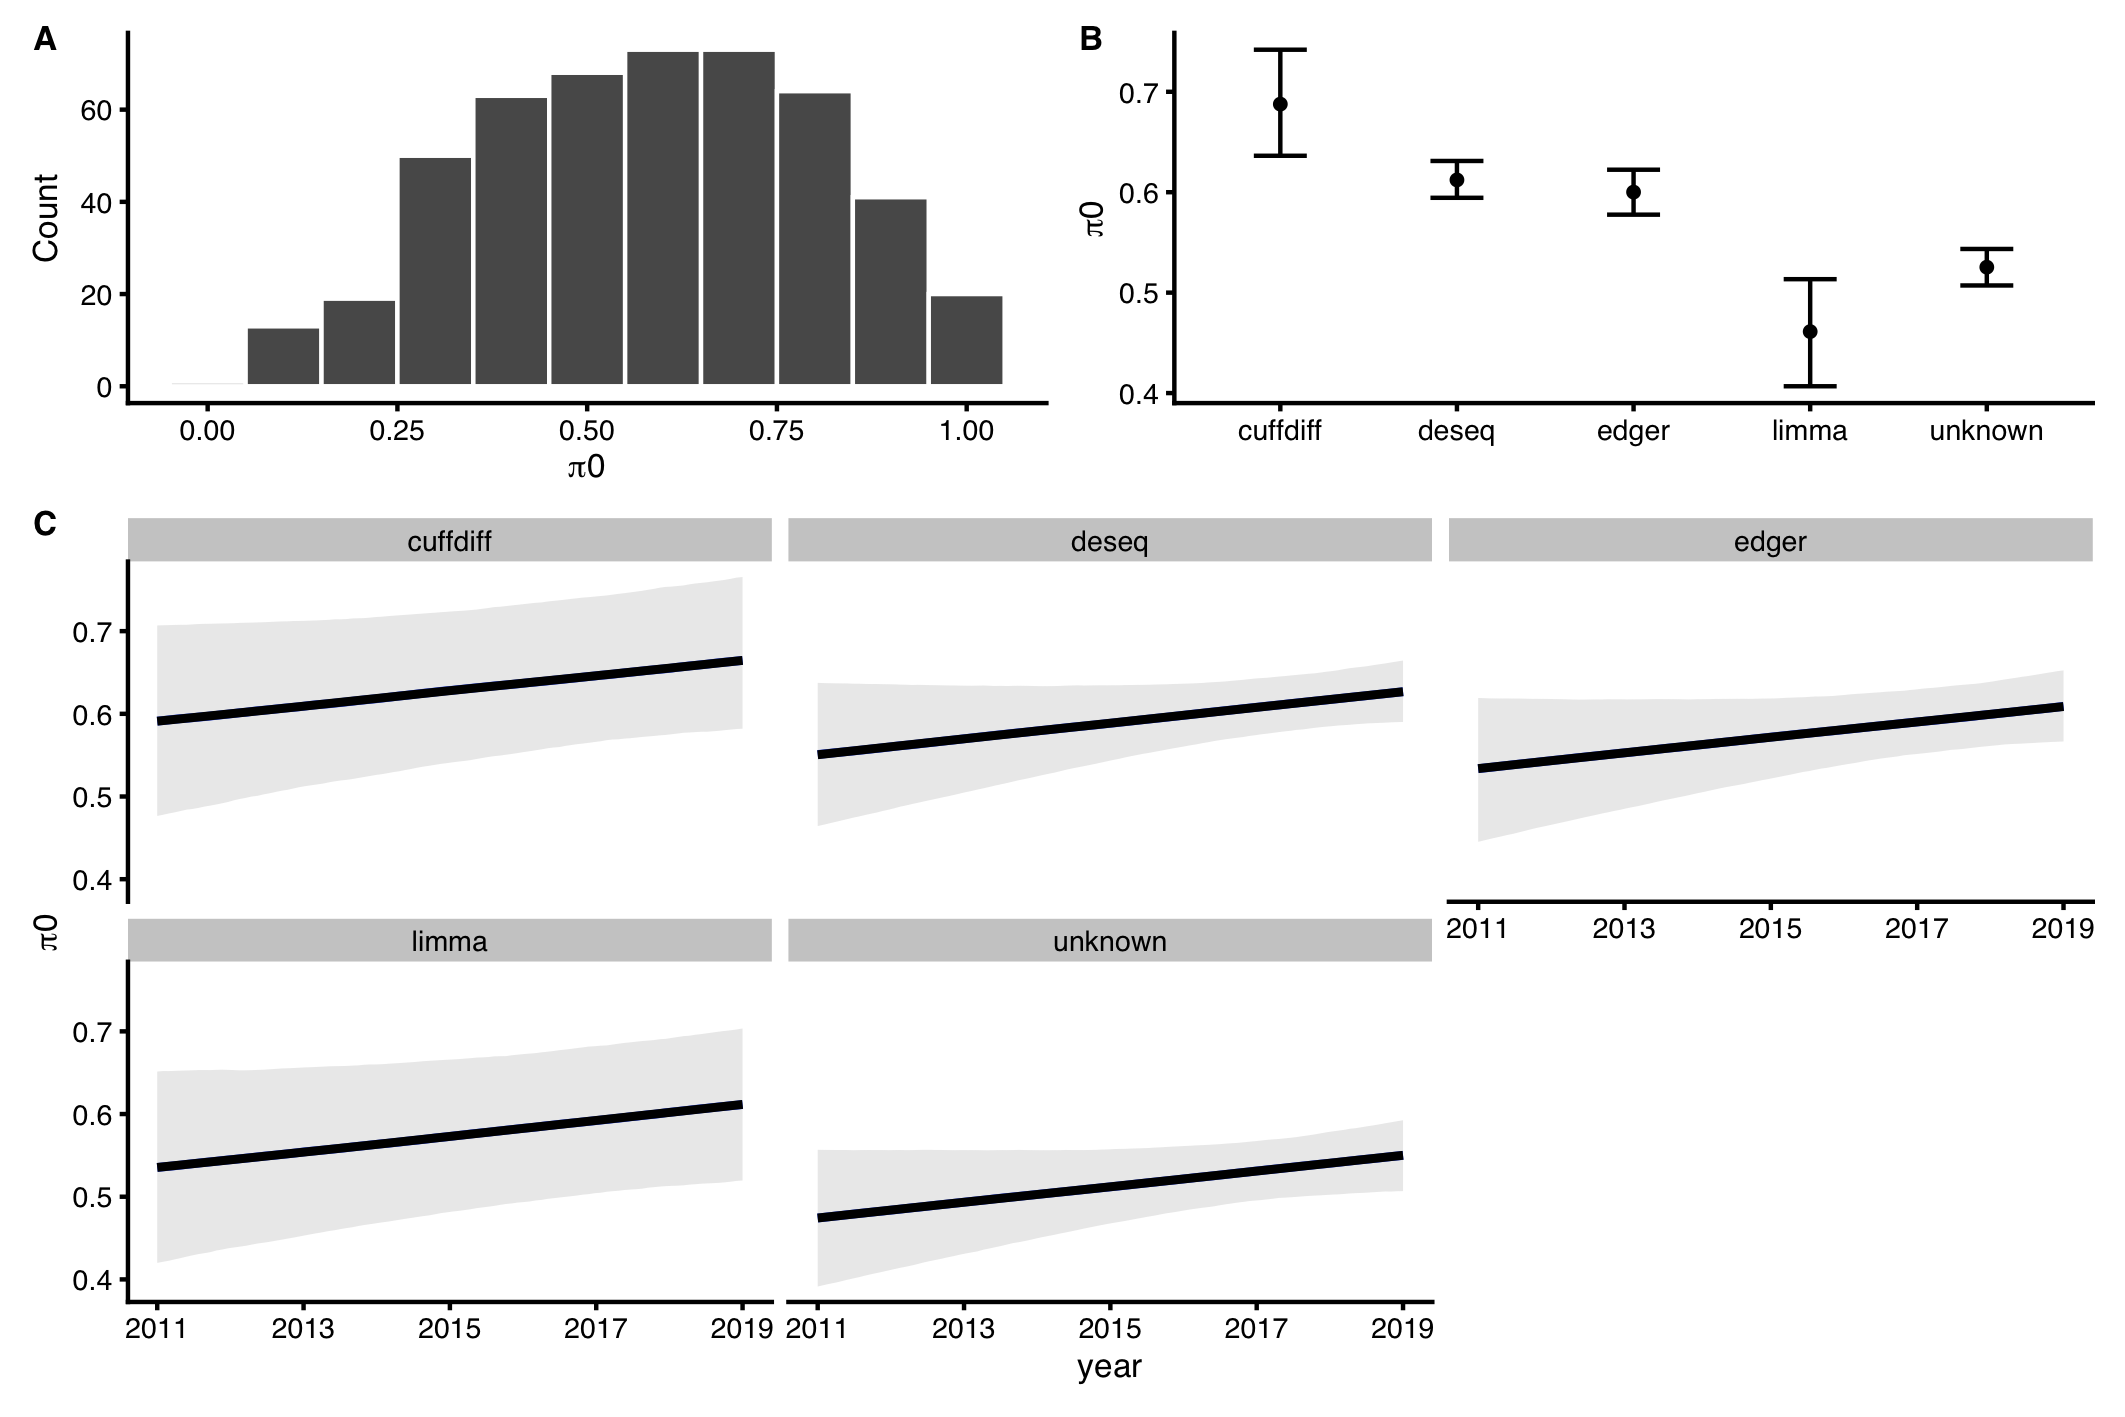 A
Count
60
40
20
0
0.00 0.25 0.50 0.75 1.00
π0
B
π0
0.7
0.6
0.5
0.4
cuffdiff deseq edger limma unknown
C
π0
cuffdiff deseq edger
0.7
0.6
0.5
0.4
2011 2013 2015 2017 2019
limma unknown
0.7
0.6
0.5
0.4
2011 2013 2015 2017 2019 2011 2013 2015 2017 2019
year